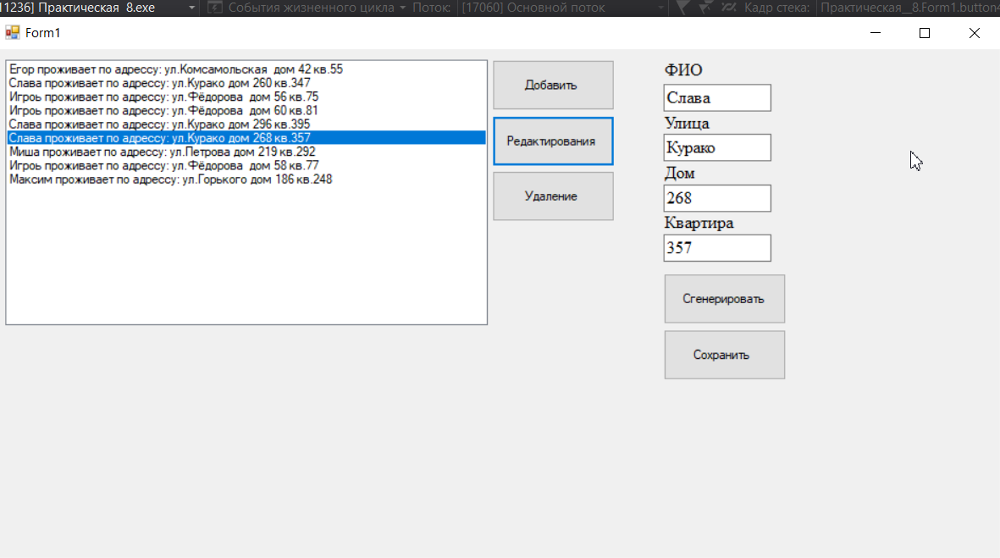 11236] Практическая 8.exe События жизненного цикла Поток: [17060] Основной поток Кадр стека: Практическая__8.Form1.button4
Form1
Егор проживает по адрессу: ул.Комсамольская дом 42 кв.55
Слава проживает по адрессу: ул.Курако дом 260 кв.347
Игроь проживает по адрессу: ул.Фёдорова дом 56 кв.75
Игроь проживает по адрессу: ул.Фёдорова дом 60 кв.81
Слава проживает по адрессу: ул.Курако дом 296 кв.395
Слава проживает по адрессу: ул.Курако дом 268 кв.357
Миша проживает по адрессу: ул.Петрова дом 219 кв.292
Игроь проживает по адрессу: ул.Фёдорова дом 58 кв.77
Максим проживает по адрессу: ул.Горького дом 186 кв.248
Добавить
Редактирования
Удаление
ФИО
Слава
Улица
Курако
Дом
268
Квартира
357
Сгенерировать
Сохранить